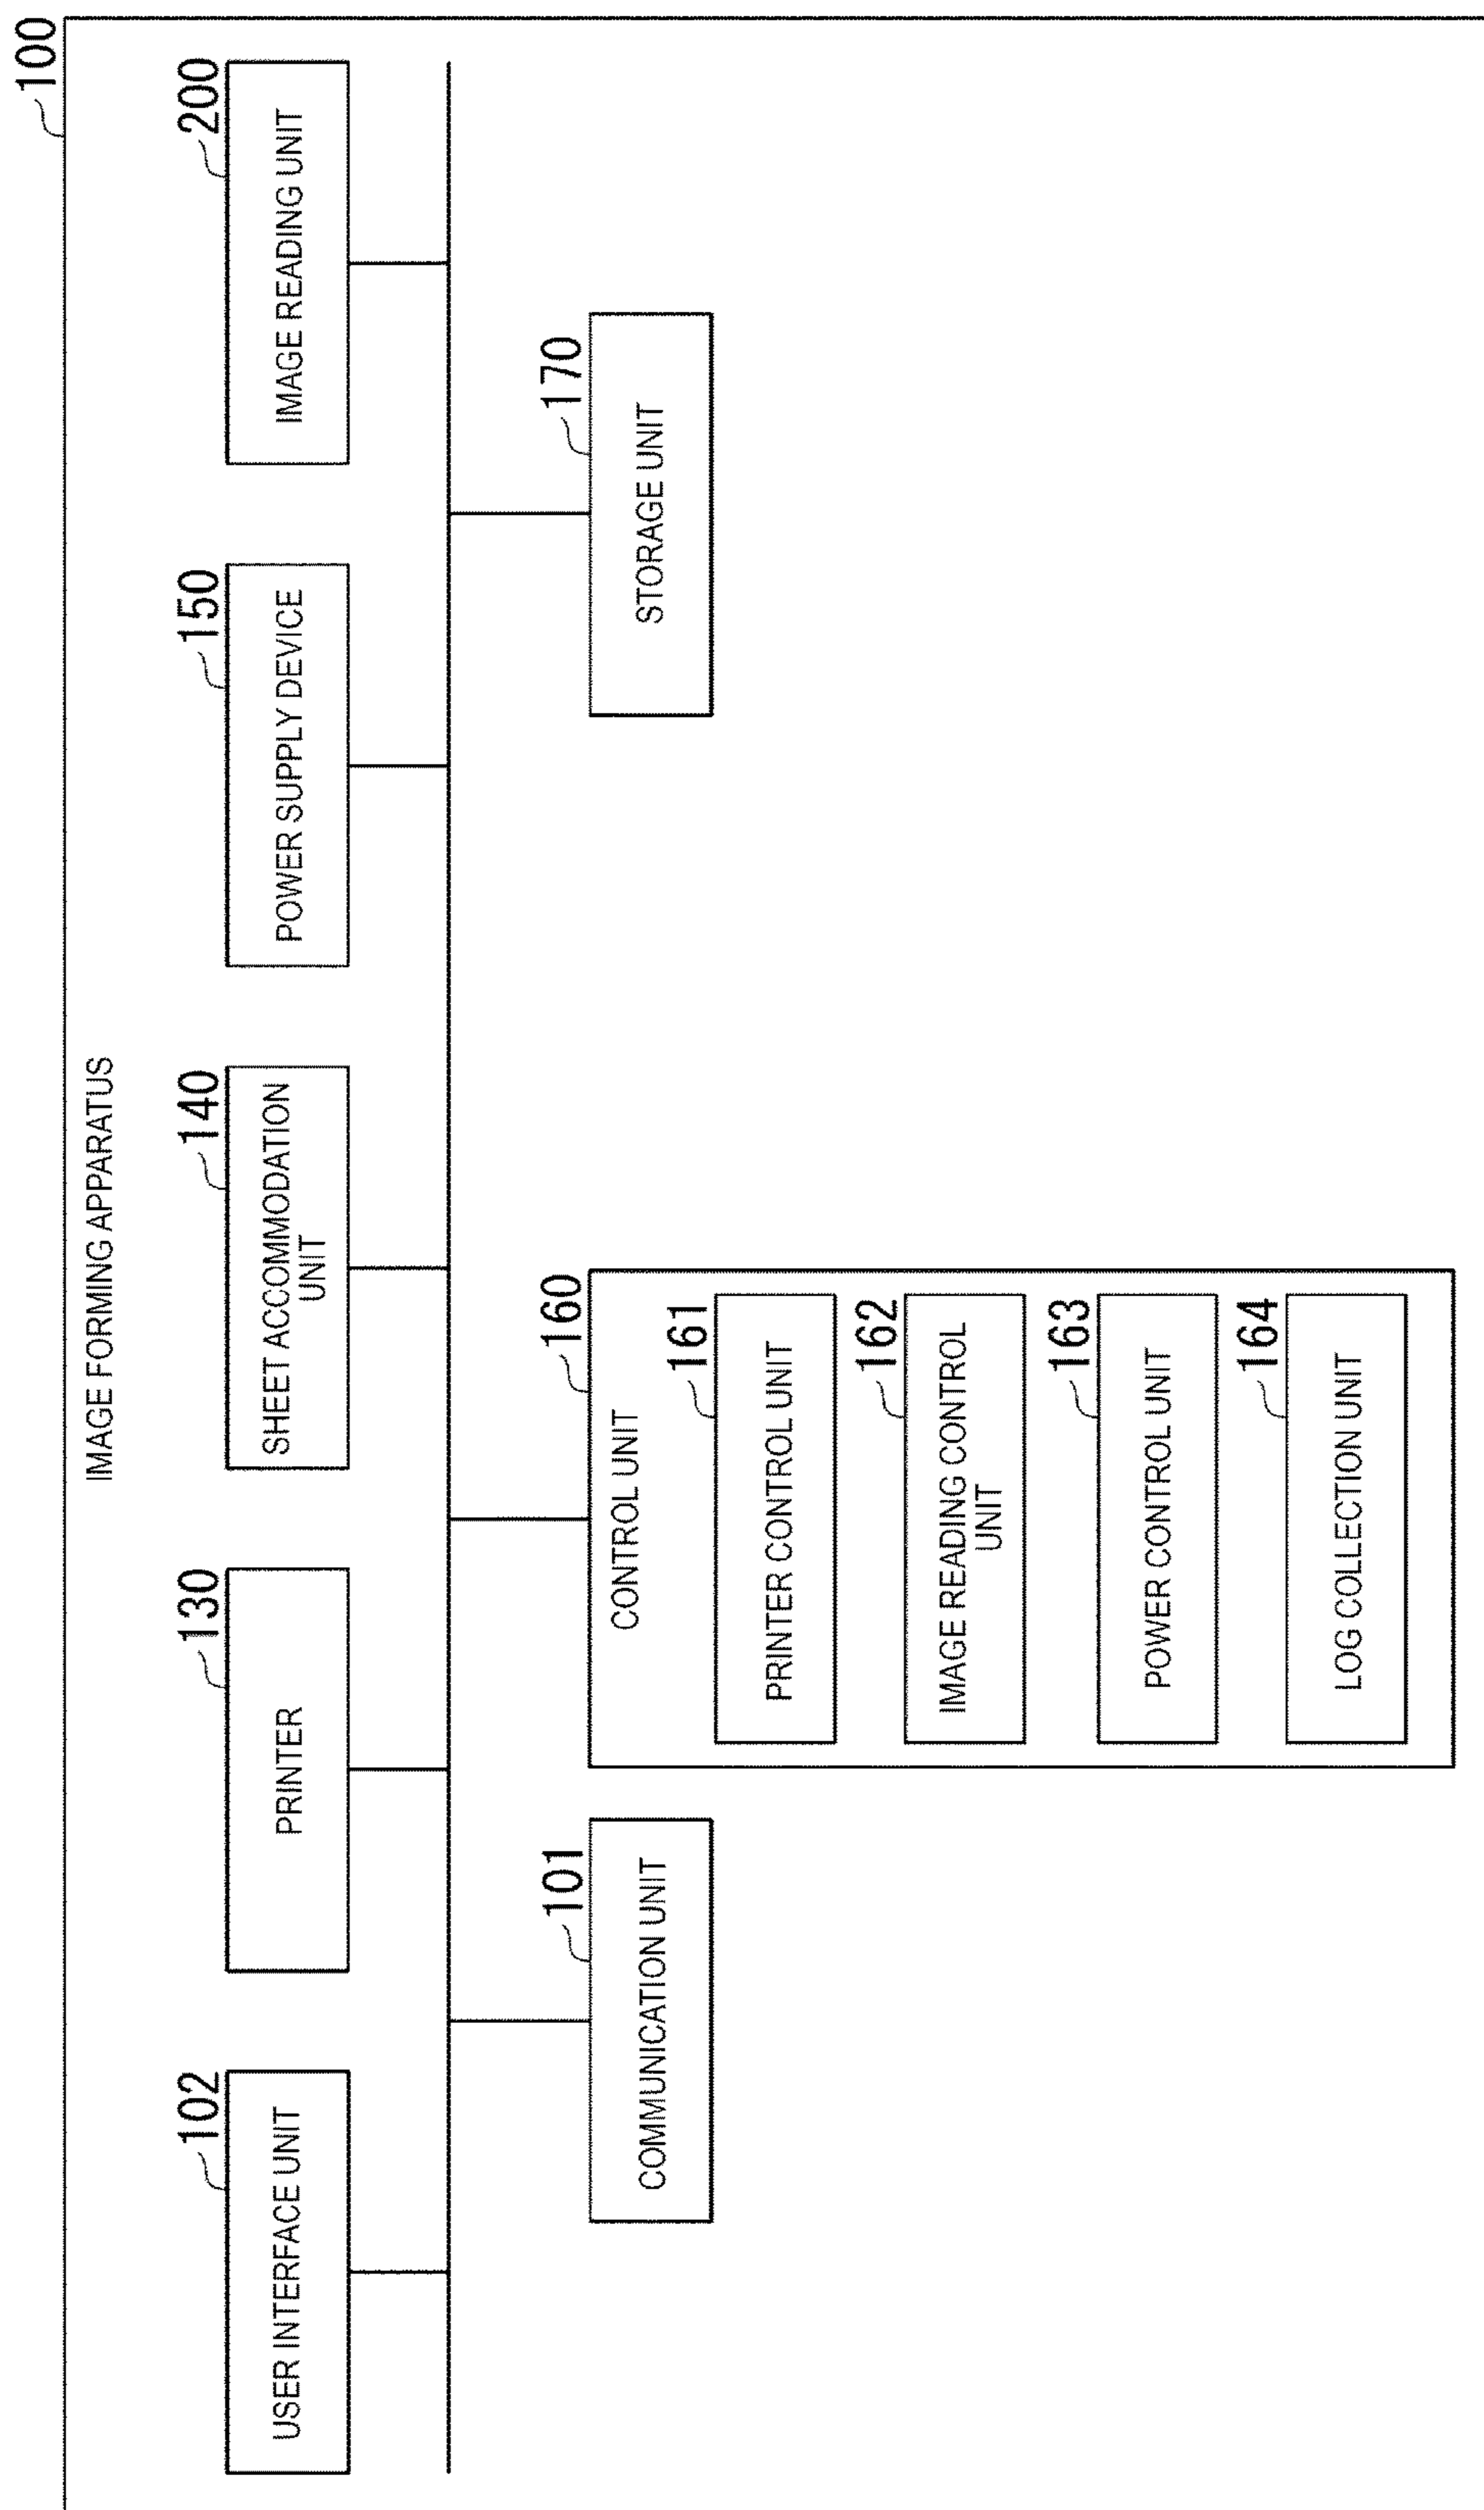 100
IMAGE FORMING APPARATUS
102
USER INTERFACE UNIT
130
PRINTER
140
SHEET ACCOMMODATION
UNIT
150
POWER SUPPLY DEVICE
200
IMAGE READING UNIT
101
COMMUNICATION UNIT
160
CONTROL UNIT
161
PRINTER CONTROL UNIT
162
IMAGE READING CONTROL
UNIT
163
POWER CONTROL UNIT
164
LOG COLLECTION UNIT
170
STORAGE UNIT